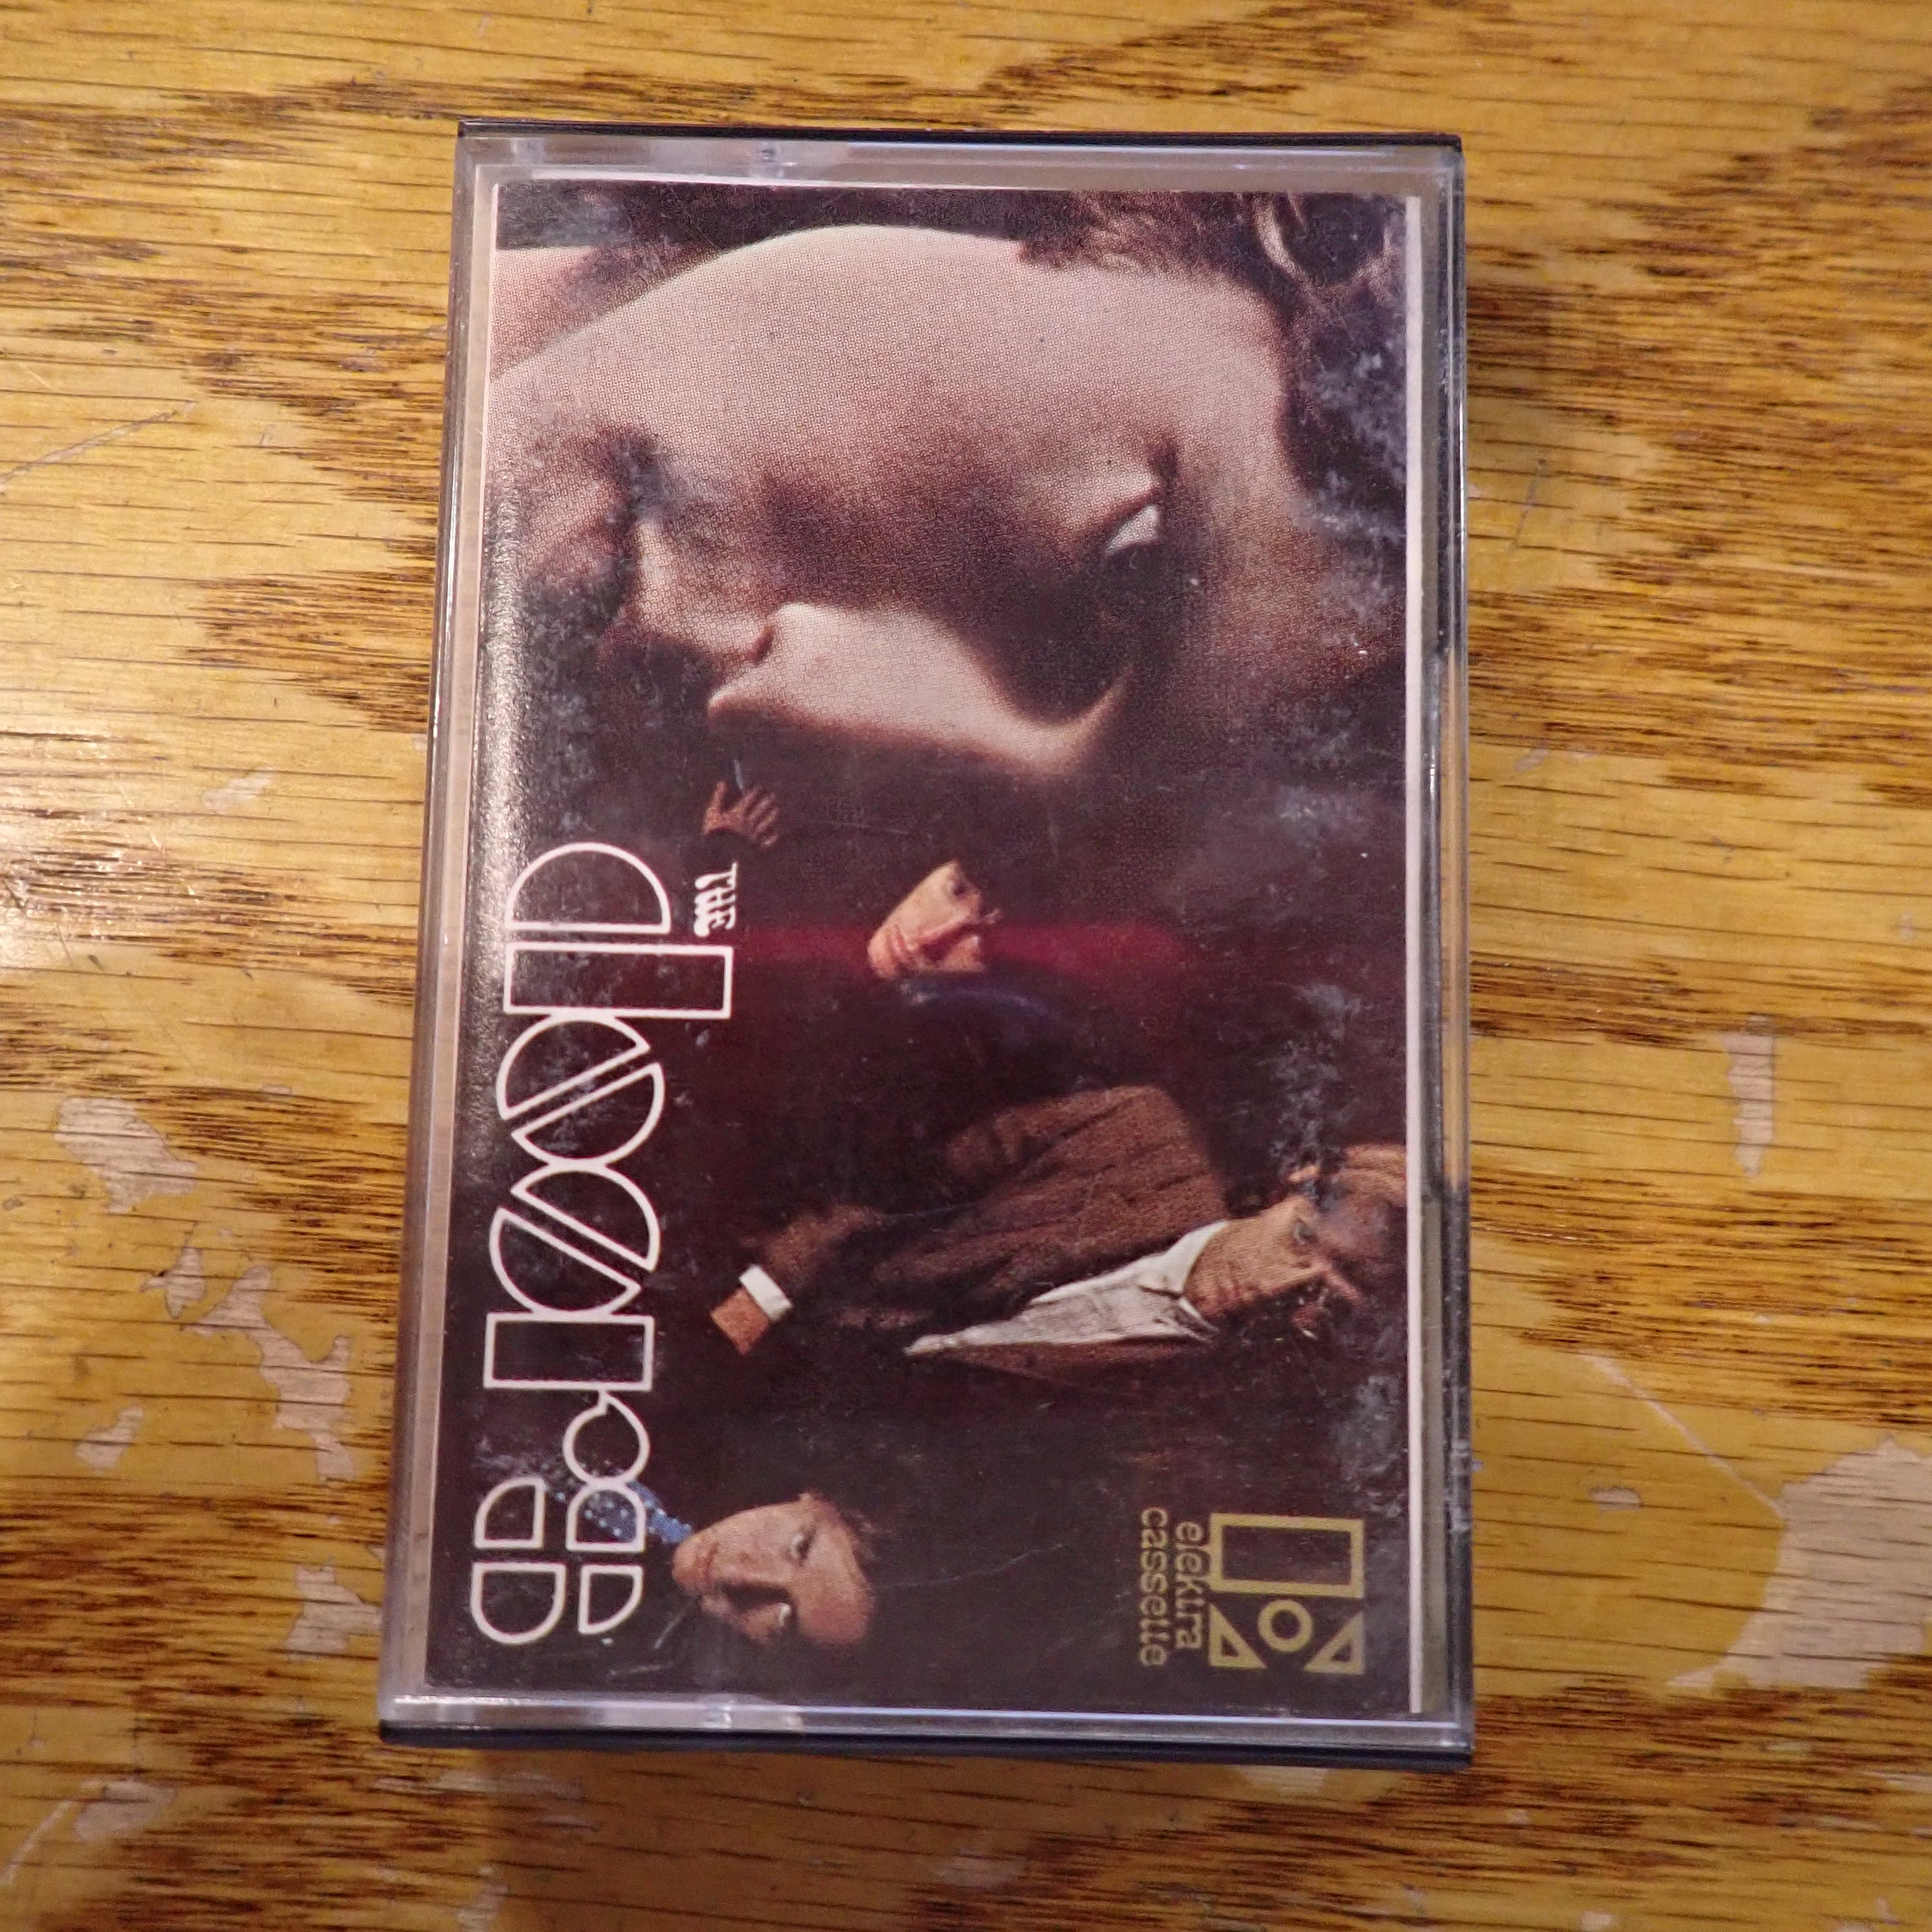 THE
DOORS
elektra
cassette